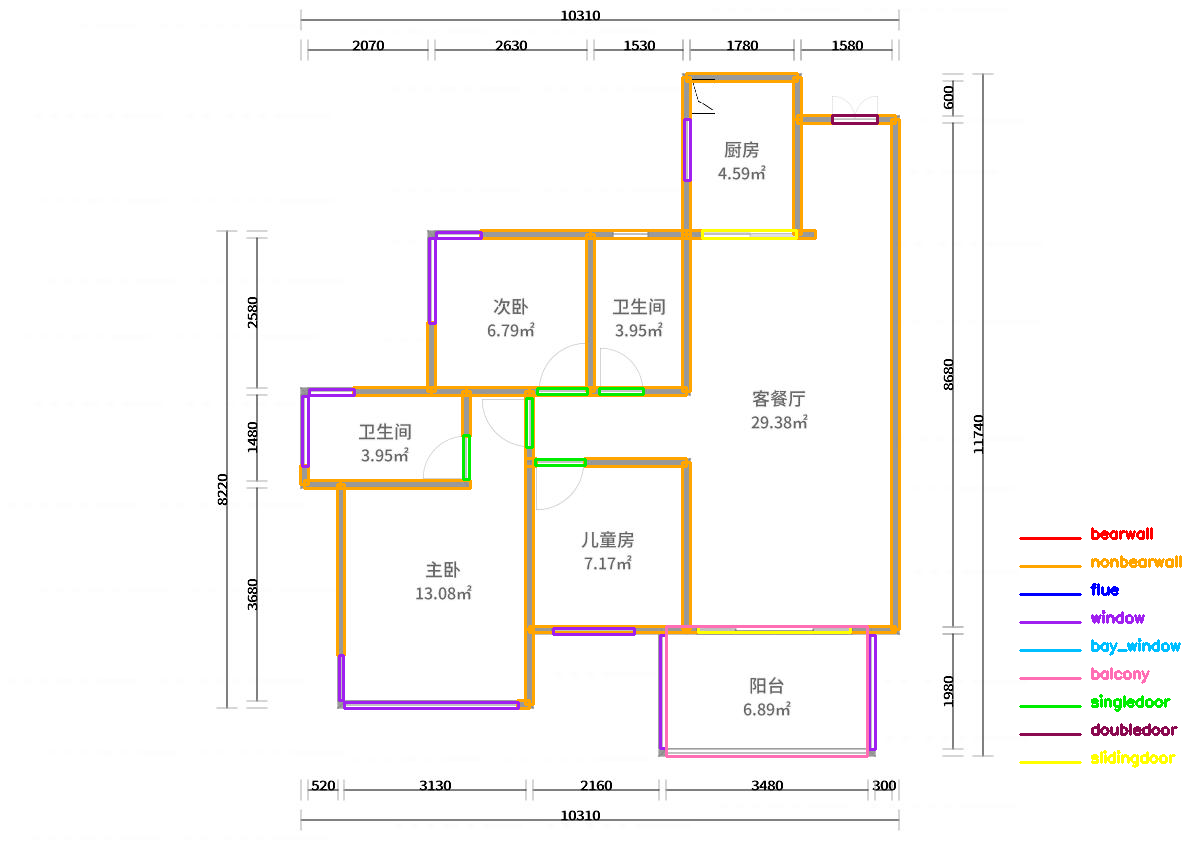 10310
2070
2630
1530
1780
1580
600
厨房
4.59㎡
次卧
6.79㎡
卫生间
3.95㎡
2580
8680
客餐厅
29.38㎡
11740
卫生间
3.95㎡
1480
8220
儿童房
7.17㎡
主卧
13.08㎡
3680
阳台
6.89㎡
1980
bearwall
nonbearwall
flue
window
bay_window
balcony
singledoor
doubledoor
slidingdoor
520
3130
2160
3480
300
10310